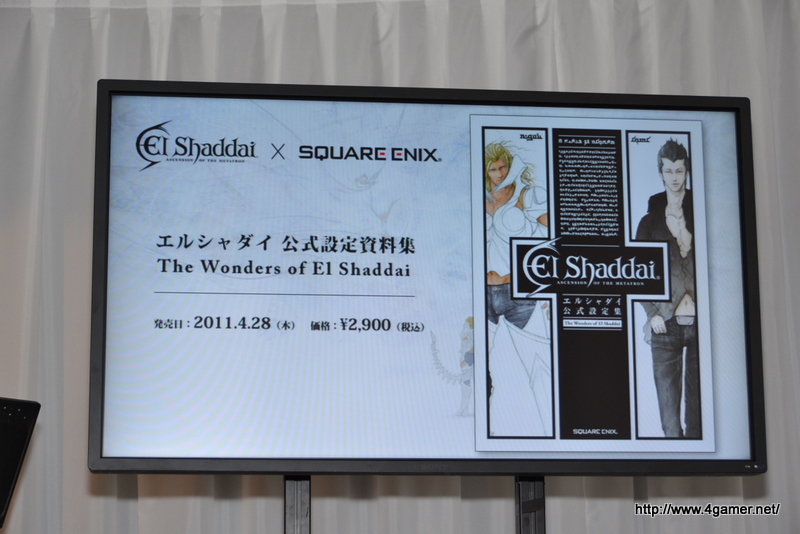 El Shaddai
ASCENSION OF THE METATRON
×
SQUARE ENIX®
エルシャダイ 公式設定資料集
The Wonders of El Shaddai
発売日：2011.4.28（木） 価格：¥2,900（税込）
El Shaddai®
ASCENSION OF THE METATRON
エルシャダイ
公式設定集
The Wonders of El Shaddai
SQUARE ENIX.
http://www.4gamer.net/